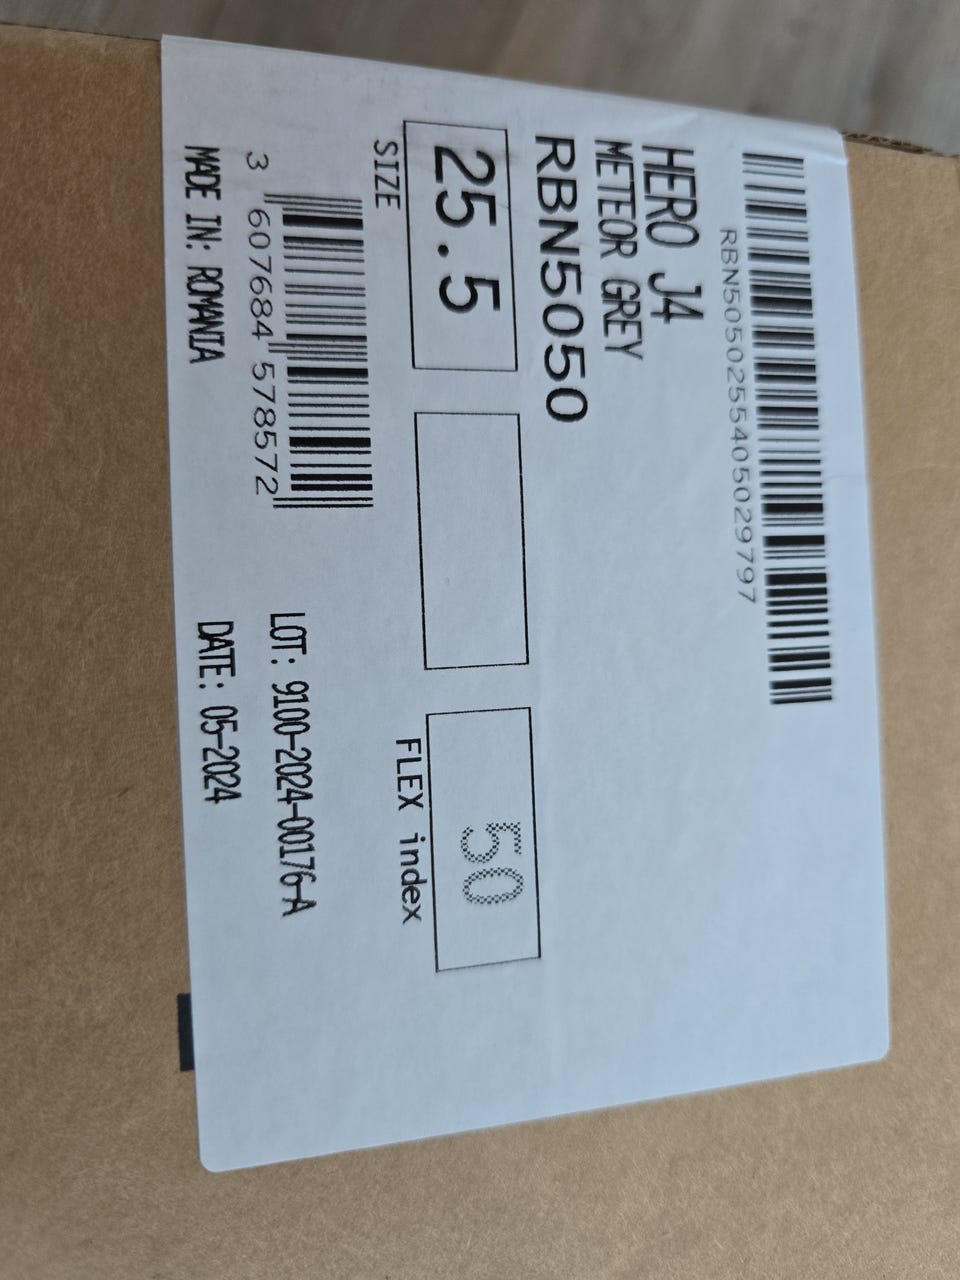 RBN5050255405029797
HERO J4
METEOR GREY
RBN5050
25.5
50
SIZE
FLEX index
3 607684 578572
LOT: 9100-2024-00176-A
MADE IN: ROMANIA
DATE: 05-2024